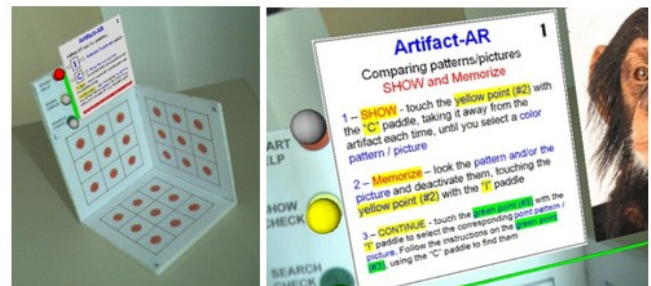 Artifact-AR
1
Artifact-AR
Comparing patterns/pictures
SHOW and Memorize
1 – SHOW - touch the yellow point (#2) with
the "C" paddle, taking it away from the
artifact each time, until you select a color
pattern / picture
2 – Memorize – look the pattern and/or the
picture and deactivate them, touching the
yellow point (#2) with the "I" paddle
3 – CONTINUE - touch the green point (#3) with the
"I" paddle to select the corresponding point pattern /
picture. Follow the instructions on the green point
(#3), using the "C" paddle to find them
ART
ELP
HOW
CHECK
SEARCH
CHECK